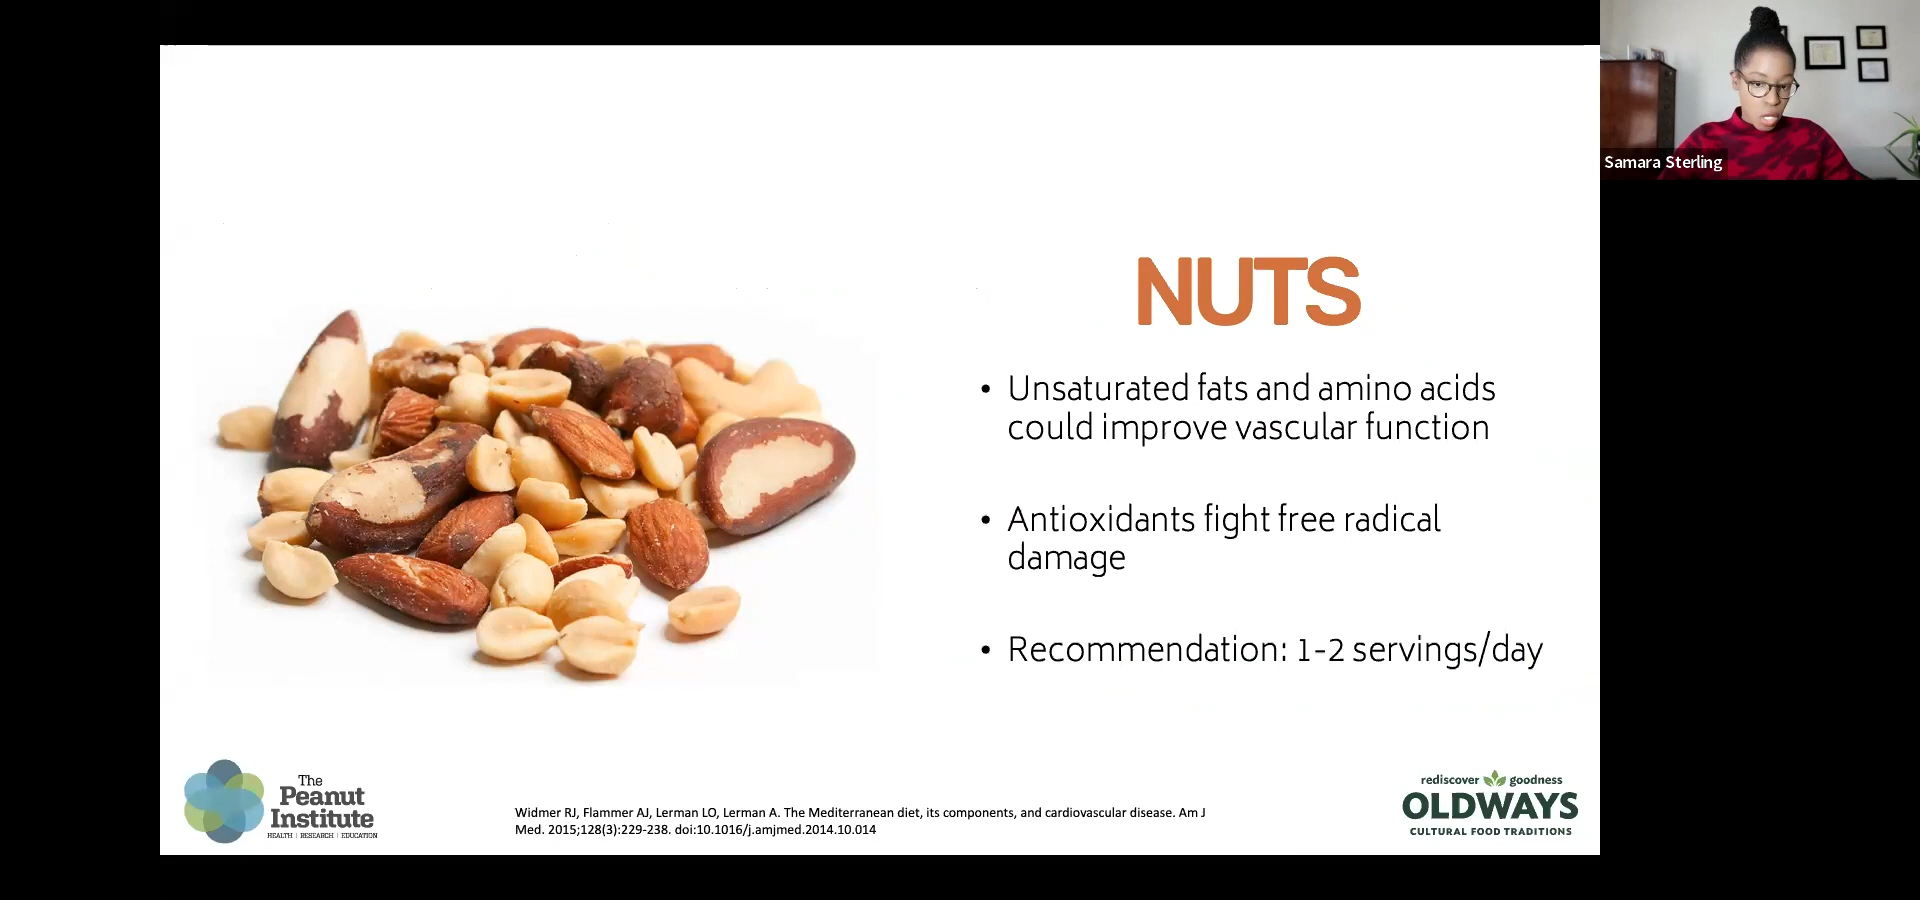 Samara Sterling
NUTS
• Unsaturated fats and amino acids
could improve vascular function
• Antioxidants fight free radical
damage
• Recommendation: 1-2 servings/day
The
Peanut
Institute
HEALTH | RESEARCH | EDUCATION
Widmer RJ, Flammer AJ, Lerman LO, Lerman A. The Mediterranean diet, its components, and cardiovascular disease. Am J
Med. 2015;128(3):229-238. doi:10.1016/j.amjmed.2014.10.014
rediscover goodness
OLDWAYS
CULTURAL FOOD TRADITIONS